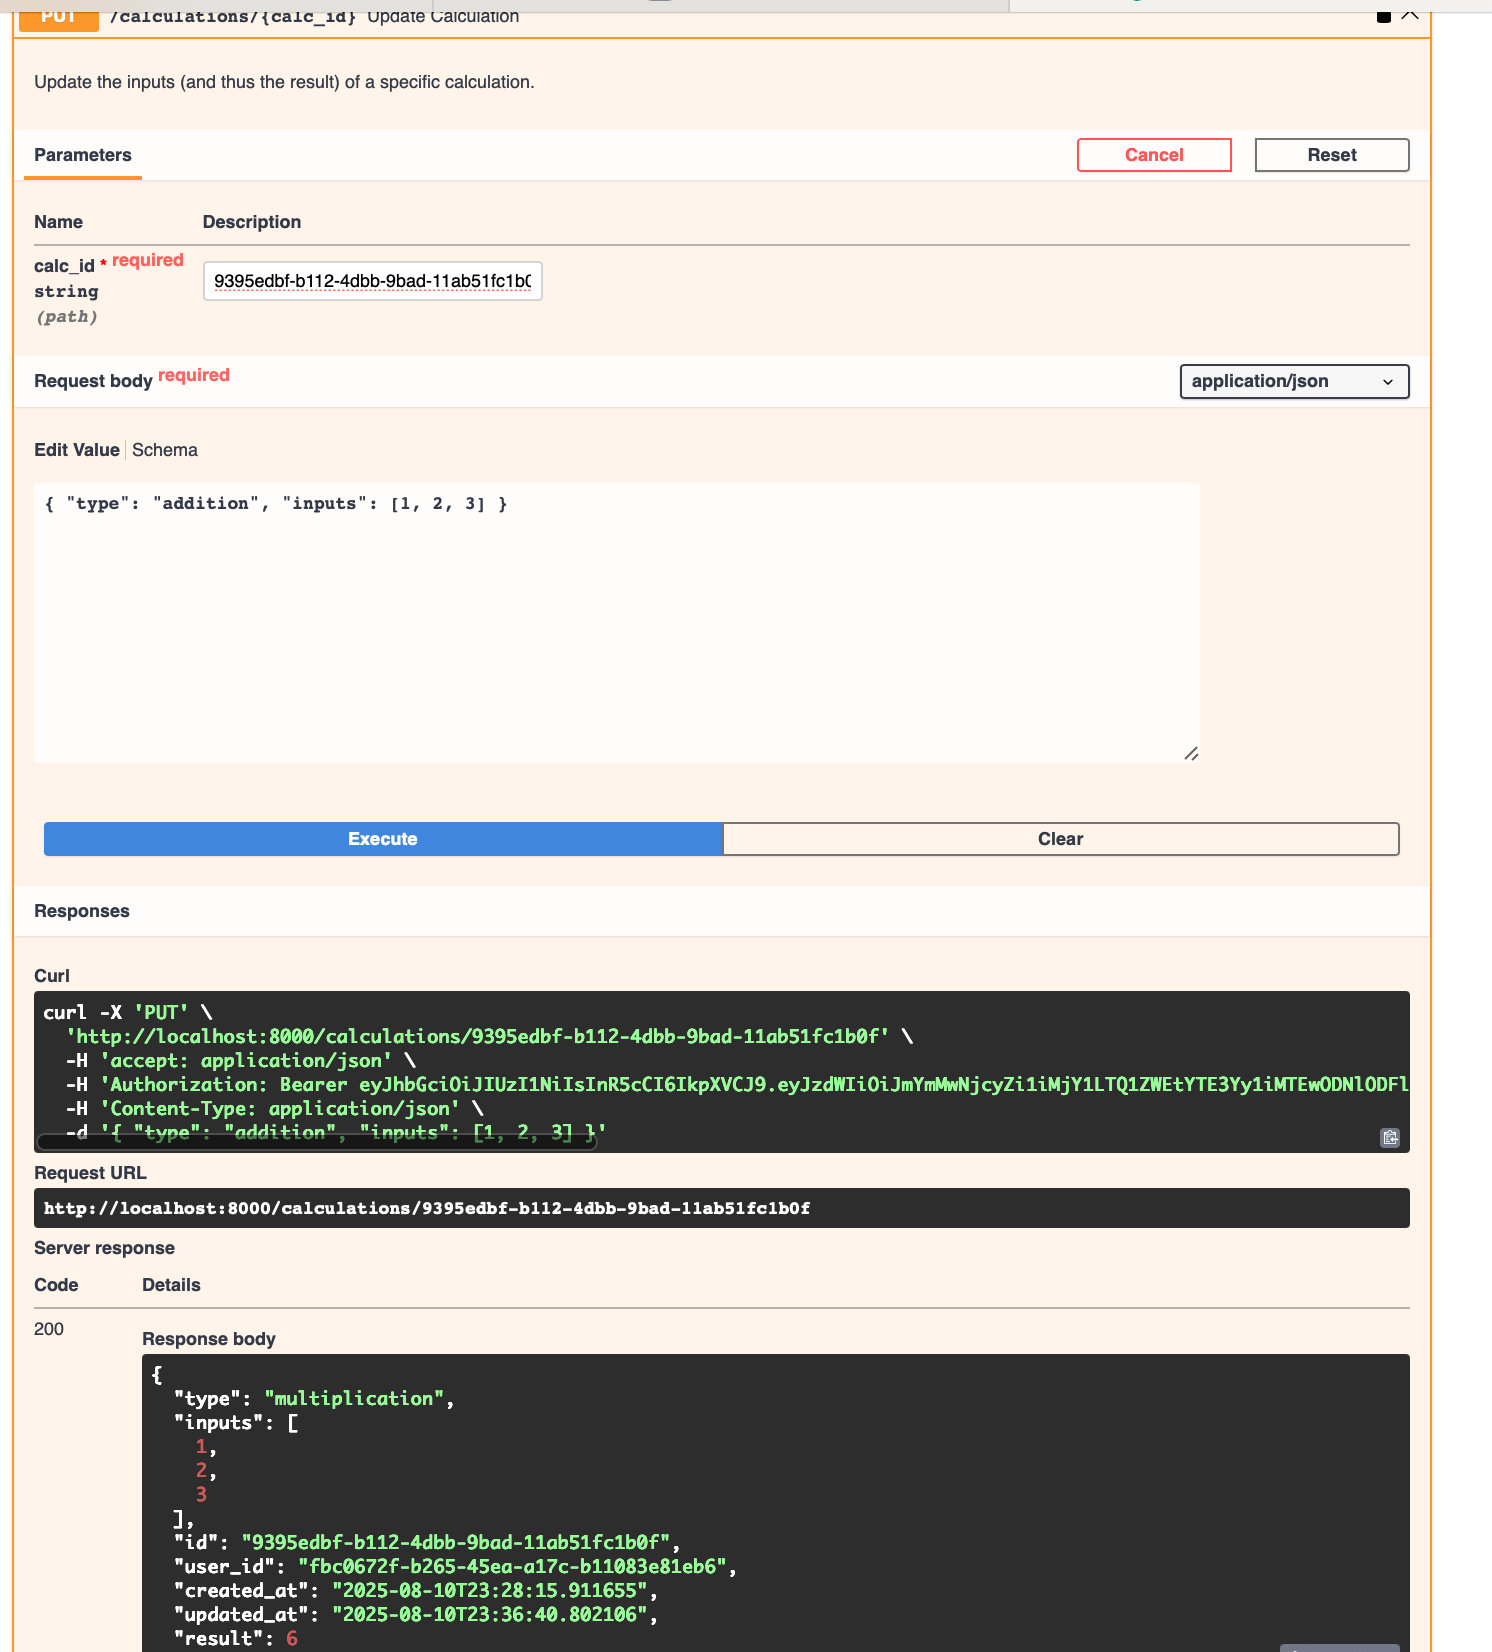 PUT /calculations/{calc_id} Update Calculation
Update the inputs (and thus the result) of a specific calculation.
Parameters
Cancel
Reset
Name Description
calc_id * required
string
(path)
9395edbf-b112-4dbb-9bad-11ab51fc1b0
Request body required
application/json
Edit Value Schema
{ "type": "addition", "inputs": [1, 2, 3] }
Execute
Clear
Responses
Curl
curl -X 'PUT' \
'http://localhost:8000/calculations/9395edbf-b112-4dbb-9bad-11ab51fc1b0f' \
-H 'accept: application/json' \
-H 'Authorization: Bearer eyJhbGciOiJIUzI1NiIsInR5cCI6IkpXVCJ9.eyJzdWIiOiJmYmMwNjcyZi1iMjY1LTQ1ZWEtYTE3Yy1iMTEwODNlODFl
-H 'Content-Type: application/json' \
-d '{ "type": "addition", "inputs": [1, 2, 3] }'
Request URL
http://localhost:8000/calculations/9395edbf-b112-4dbb-9bad-11ab51fc1b0f
Server response
Code Details
200
Response body
{
"type": "multiplication",
"inputs": [
1,
2,
3
],
"id": "9395edbf-b112-4dbb-9bad-11ab51fc1b0f",
"user_id": "fbc0672f-b265-45ea-a17c-b11083e81eb6",
"created_at": "2025-08-10T23:28:15.911655",
"updated_at": "2025-08-10T23:36:40.802106",
"result": 6